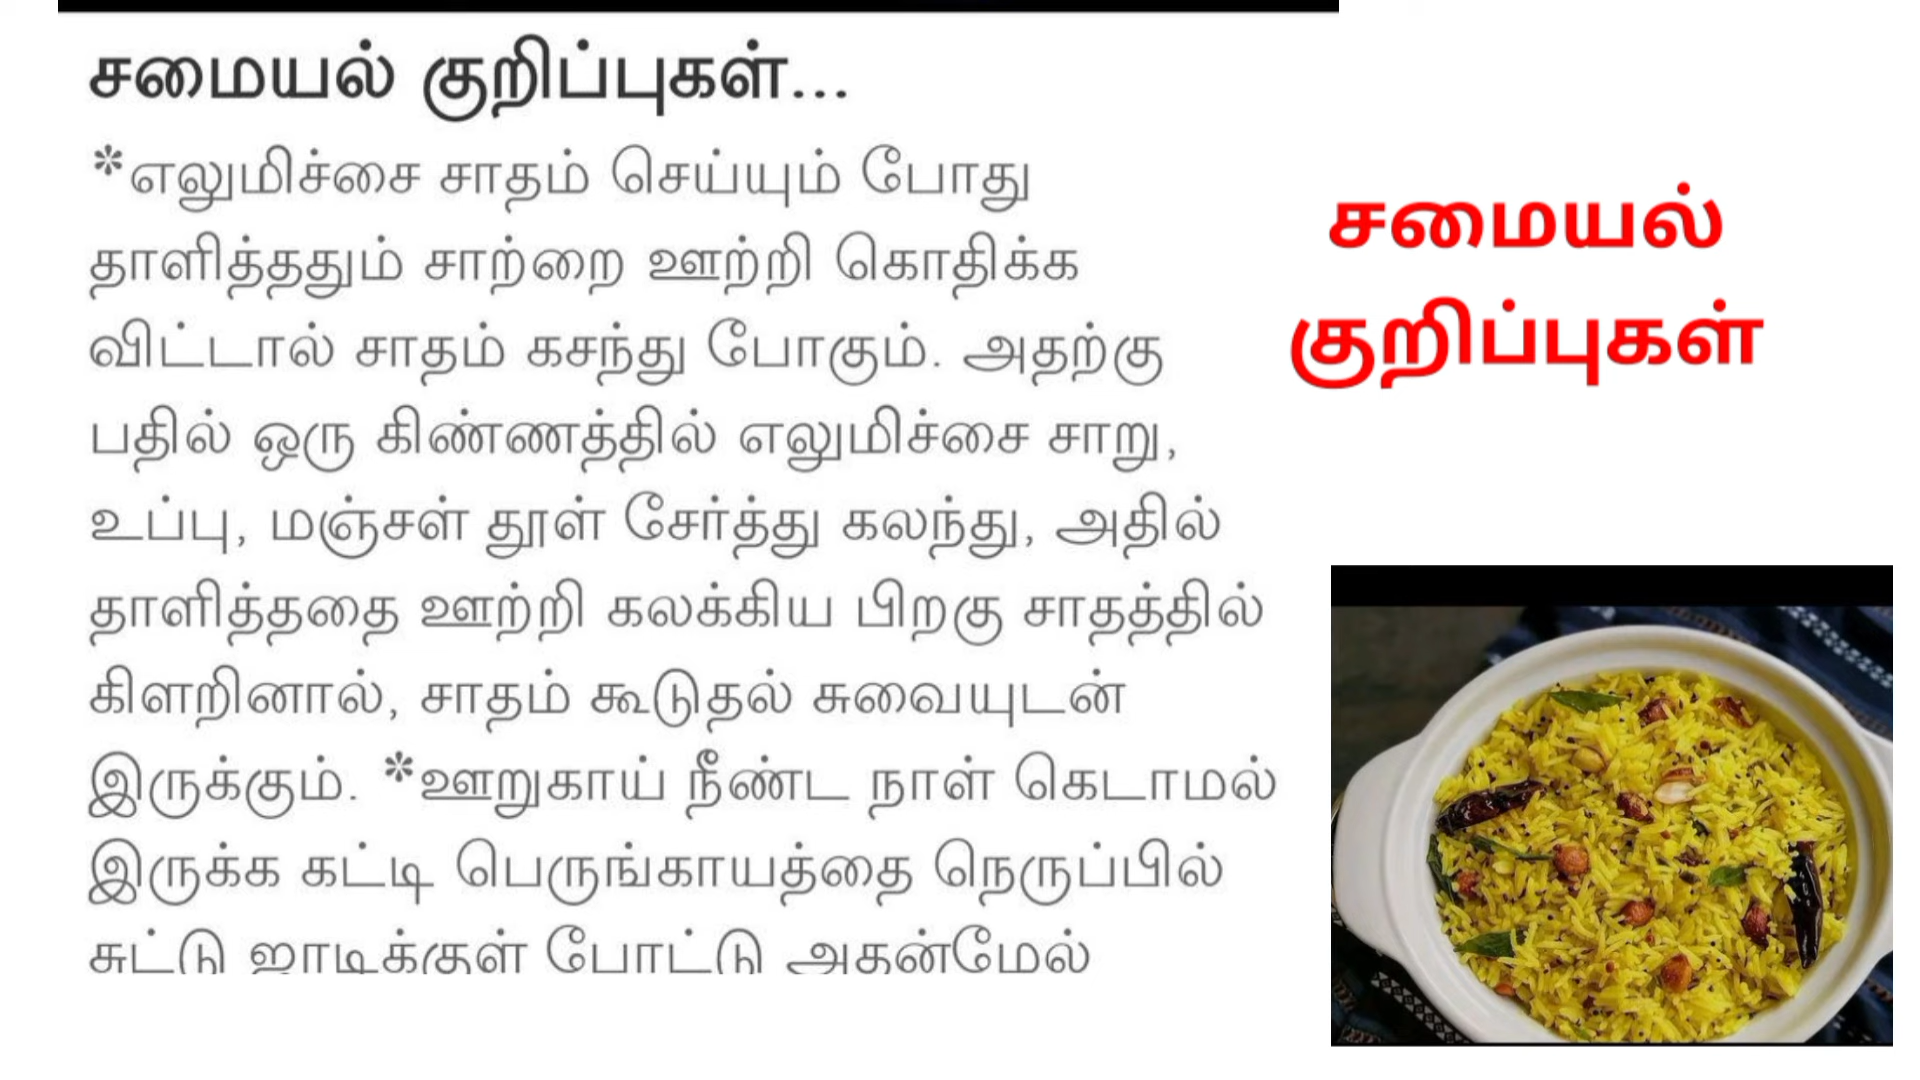 சமையல் குறிப்புகள்...
*எலுமிச்சை சாதம் செய்யும் போது
தாளித்ததும் சாற்றை ஊற்றி கொதிக்க
விட்டால் சாதம் கசந்து போகும். அதற்கு
பதில் ஒரு கிண்ணத்தில் எலுமிச்சை சாறு,
உப்பு, மஞ்சள் தூள் சேர்த்து கலந்து, அதில்
தாளித்ததை ஊற்றி கலக்கிய பிறகு சாதத்தில்
கிளறினால், சாதம் கூடுதல் சுவையுடன்
இருக்கும். *ஊறுகாய் நீண்ட நாள் கெடாமல்
இருக்க கட்டி பெருங்காயத்தை நெருப்பில்
சுட்டு ஜாடிக்குள் போட்டு அதன்மேல்
சமையல்
குறிப்புகள்